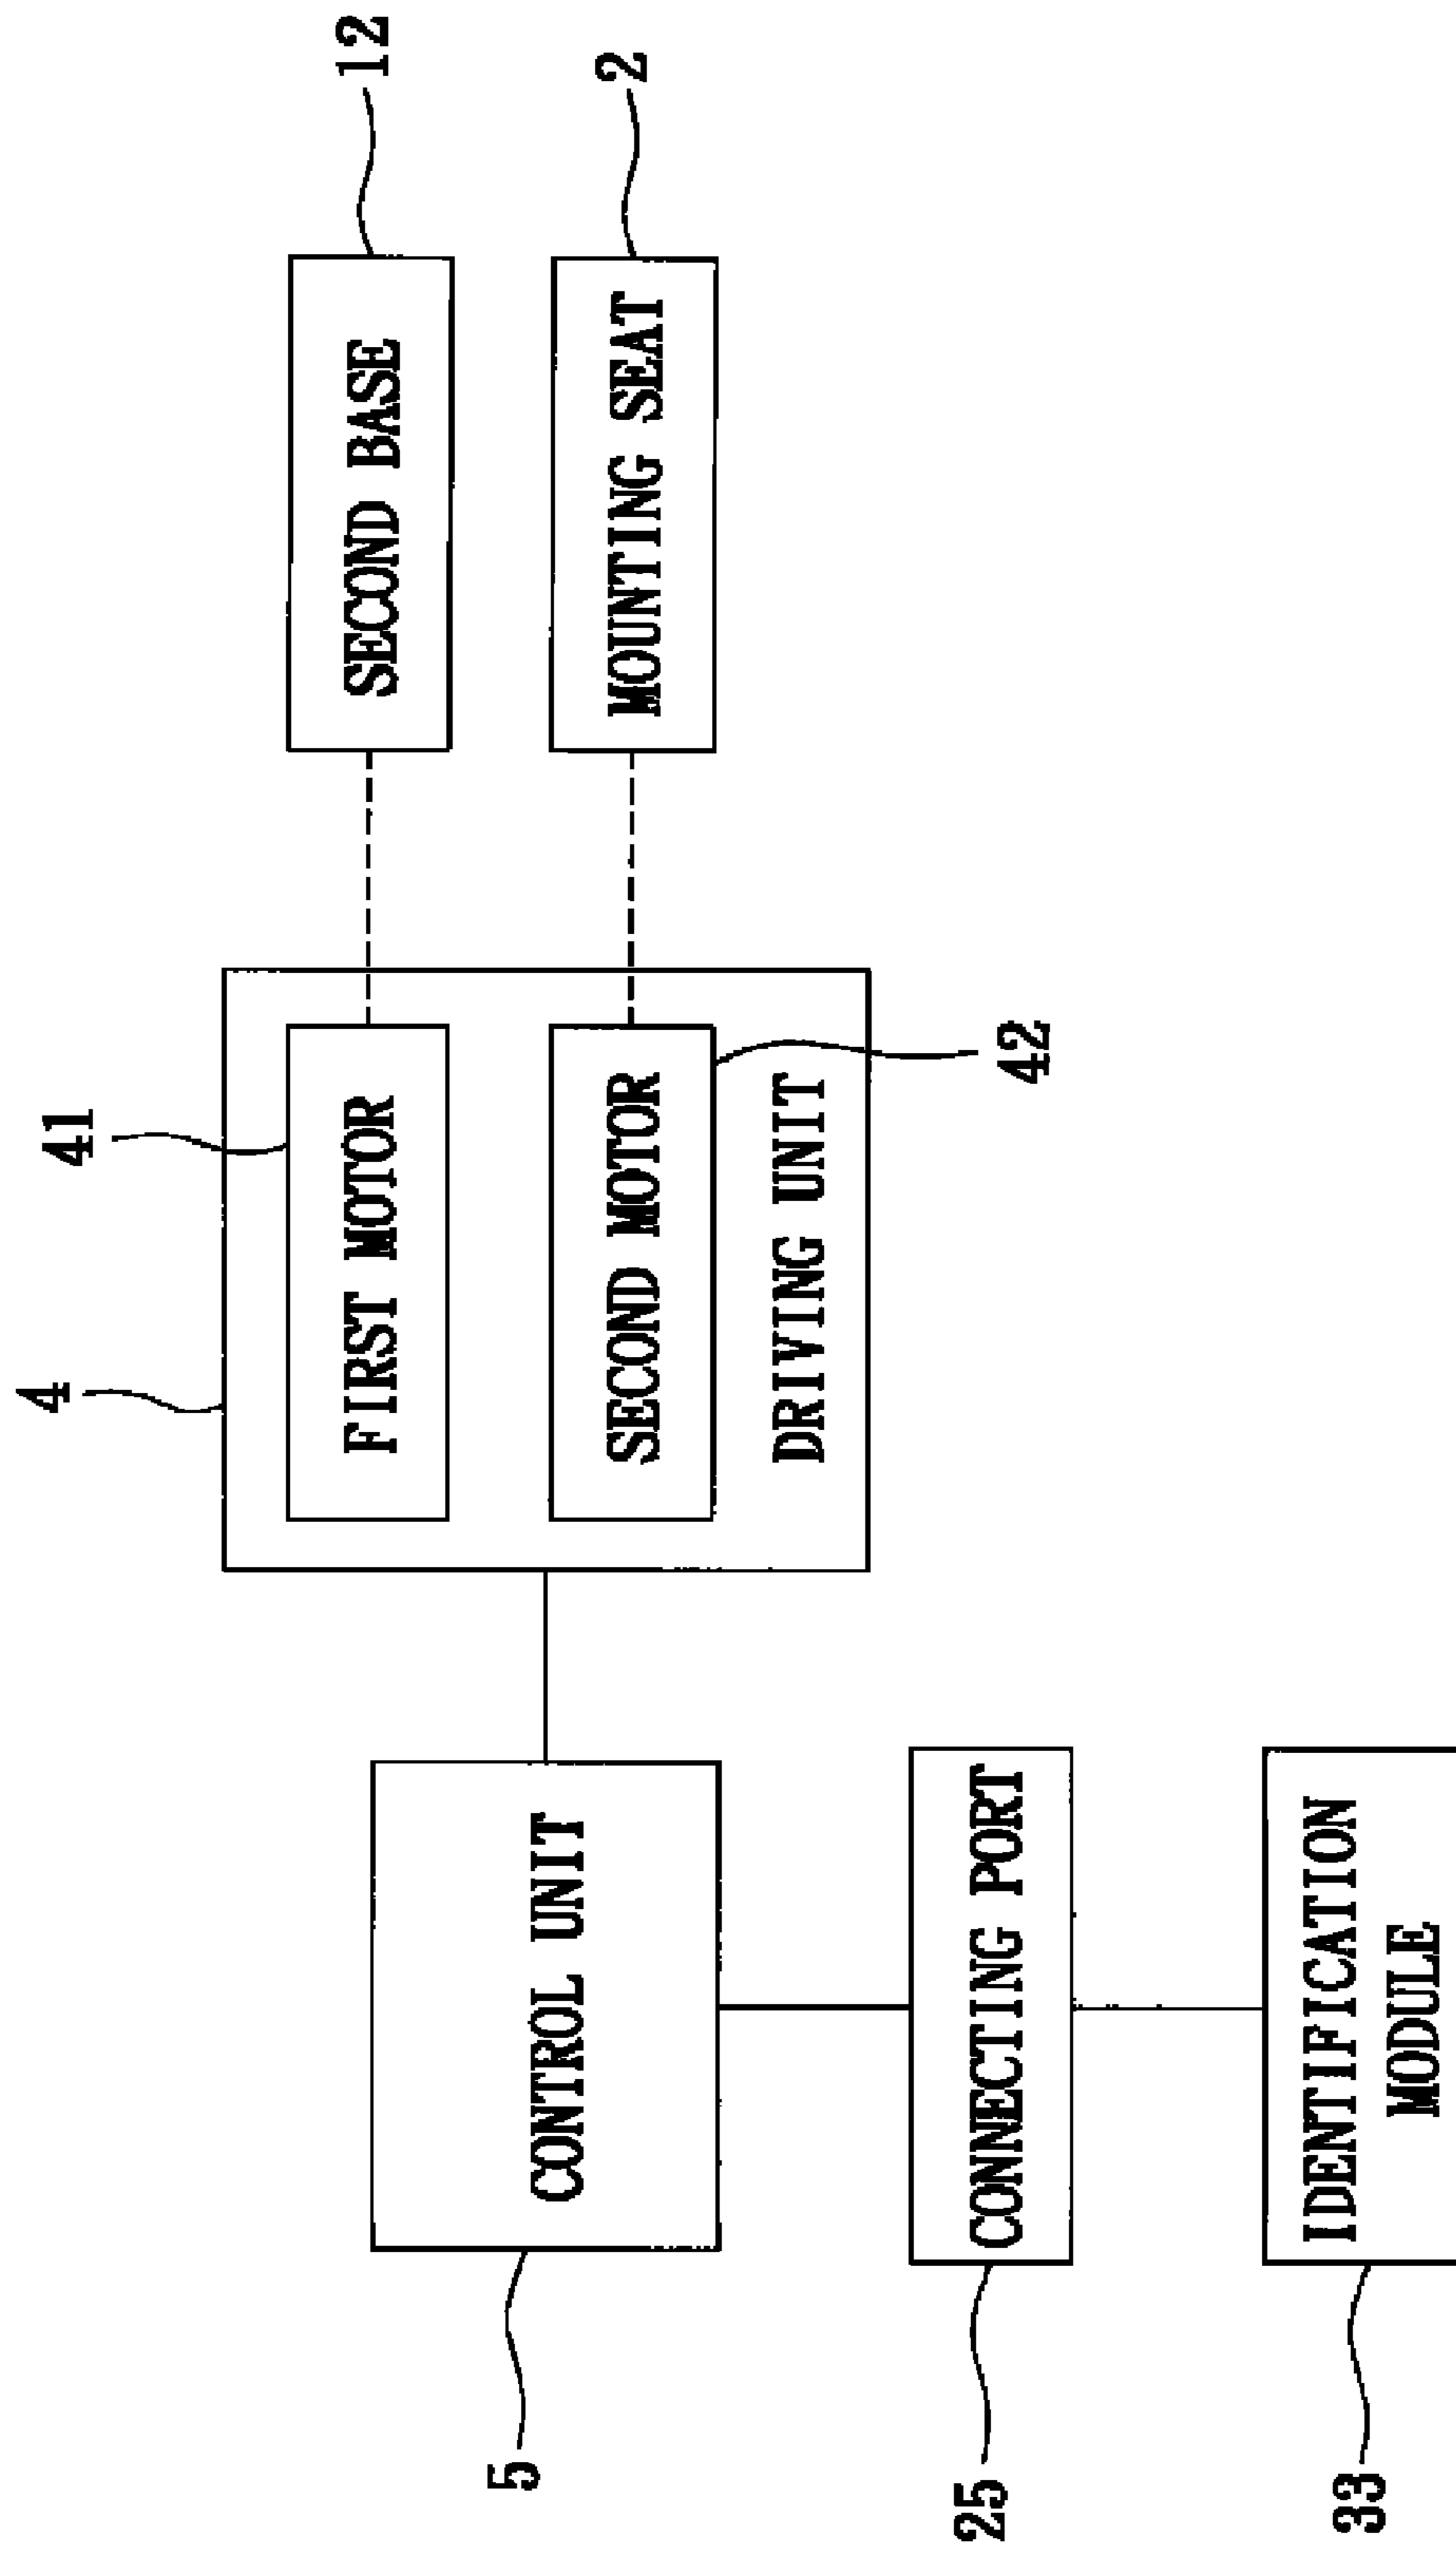 12
SECOND BASE
2
MOUNTING SEAT
41
FIRST MOTOR
4
SECOND MOTOR
42
DRIVING UNIT
CONTROL UNIT
5
CONNECTING PORT
25
IDENTIFICATION
MODULE
33